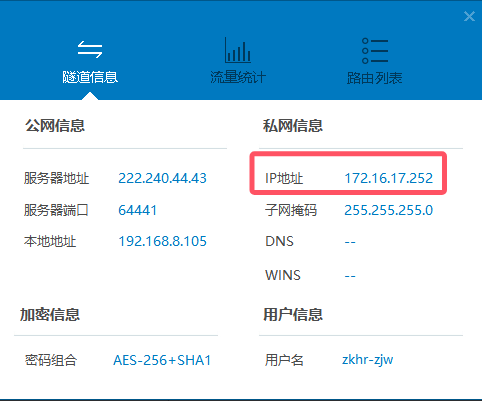 隧道信息 流量统计 路由列表
公网信息 私网信息
服务器地址 222.240.44.43 IP地址 172.16.17.252
服务器端口 64441 子网掩码 255.255.255.0
本地地址 192.168.8.105 DNS --
WINS --
加密信息 用户信息
密码组合 AES-256+SHA1 用户名 zkhr-zjw